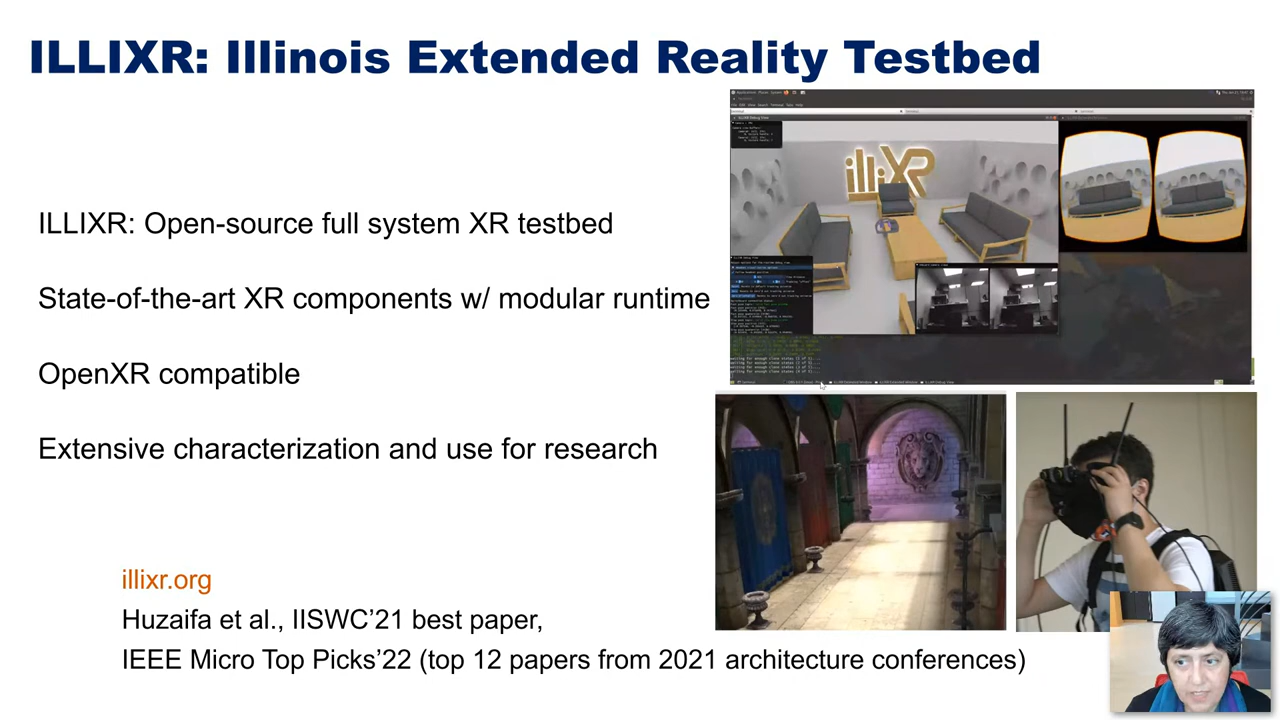 ILLIXR: Illinois Extended Reality Testbed
ILLIXR: Open-source full system XR testbed
State-of-the-art XR components w/ modular runtime
OpenXR compatible
Extensive characterization and use for research
illixr.org
Huzaifa et al., IISWC’21 best paper,
IEEE Micro Top Picks’22 (top 12 papers from 2021 architecture conferences)
illiXR